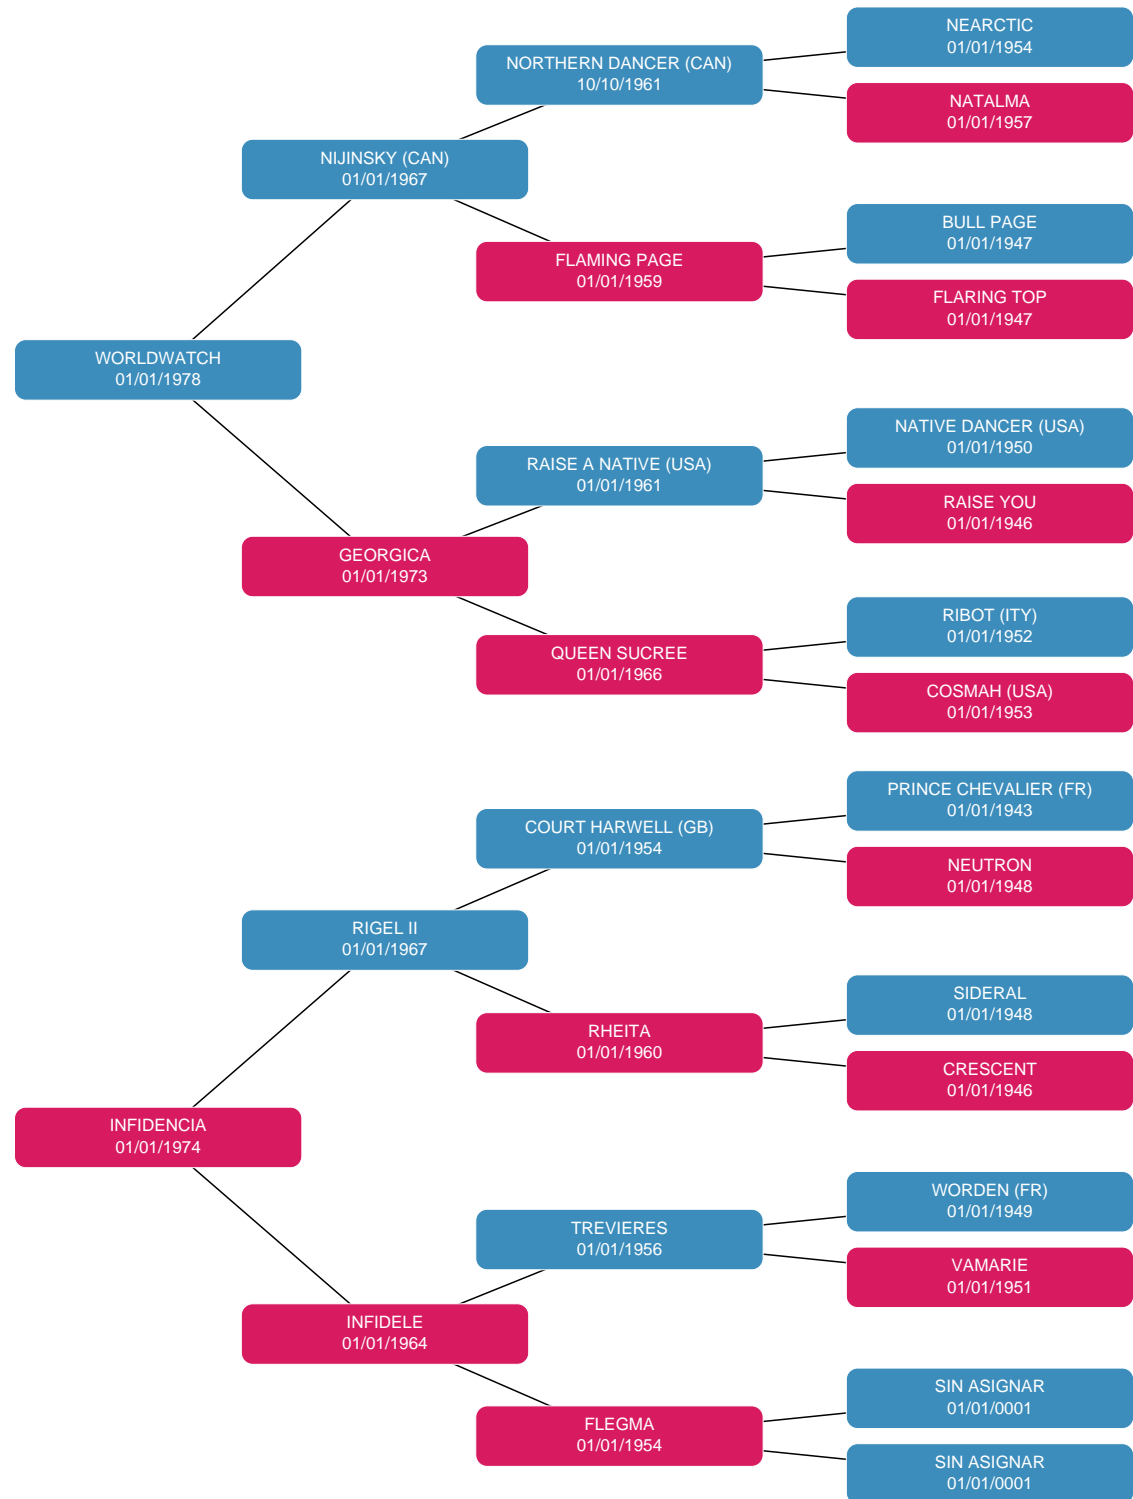 NEARCTIC
01/01/1954
NORTHERN DANCER (CAN)
10/10/1961
NATALMA
01/01/1957
NIJINSKY (CAN)
01/01/1967
BULL PAGE
01/01/1947
FLAMING PAGE
01/01/1959
FLARING TOP
01/01/1947
WORLDWATCH
01/01/1978
NATIVE DANCER (USA)
01/01/1950
RAISE A NATIVE (USA)
01/01/1961
RAISE YOU
01/01/1946
GEORGICA
01/01/1973
RIBOT (ITY)
01/01/1952
QUEEN SUCREE
01/01/1966
COSMAH (USA)
01/01/1953
PRINCE CHEVALIER (FR)
01/01/1943
COURT HARWELL (GB)
01/01/1954
NEUTRON
01/01/1948
RIGEL II
01/01/1967
SIDERAL
01/01/1948
RHEITA
01/01/1960
CRESCENT
01/01/1946
INFIDENCIA
01/01/1974
WORDEN (FR)
01/01/1949
TREVIERES
01/01/1956
VAMARIE
01/01/1951
INFIDELE
01/01/1964
SIN ASIGNAR
01/01/0001
FLEGMA
01/01/1954
SIN ASIGNAR
01/01/0001